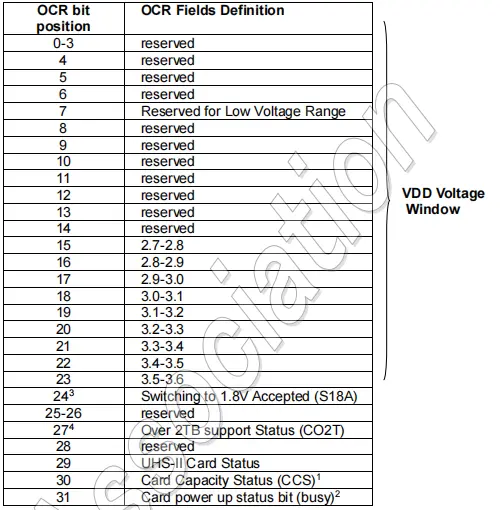 OCR bit position OCR Fields Definition
0-3 reserved
4 reserved
5 reserved
6 reserved
7 Reserved for Low Voltage Range
8 reserved
9 reserved
10 reserved
11 reserved
12 reserved
13 reserved
14 reserved
15 2.7-2.8
16 2.8-2.9
17 2.9-3.0
18 3.0-3.1
19 3.1-3.2
20 3.2-3.3
21 3.3-3.4
22 3.4-3.5
23 3.5-3.6
24³ Switching to 1.8V Accepted (S18A)
25-26 reserved
27⁴ Over 2TB support Status (CO2T)
28 reserved
29 UHS-II Card Status
30 Card Capacity Status (CCS)¹
31 Card power up status bit (busy)²
VDD Voltage
Window
Association